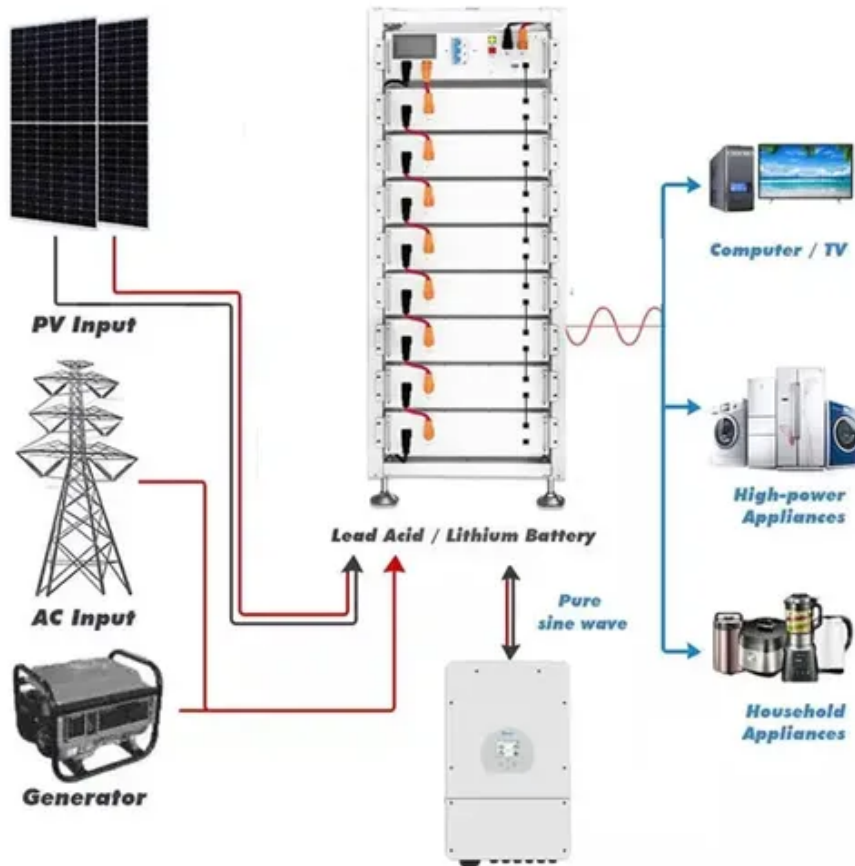 Computer / TV
PV Input
High-power
Appliances
Lead Acid / Lithium Battery
AC Input
Pure
sine wave
Household
Appliances
Generator